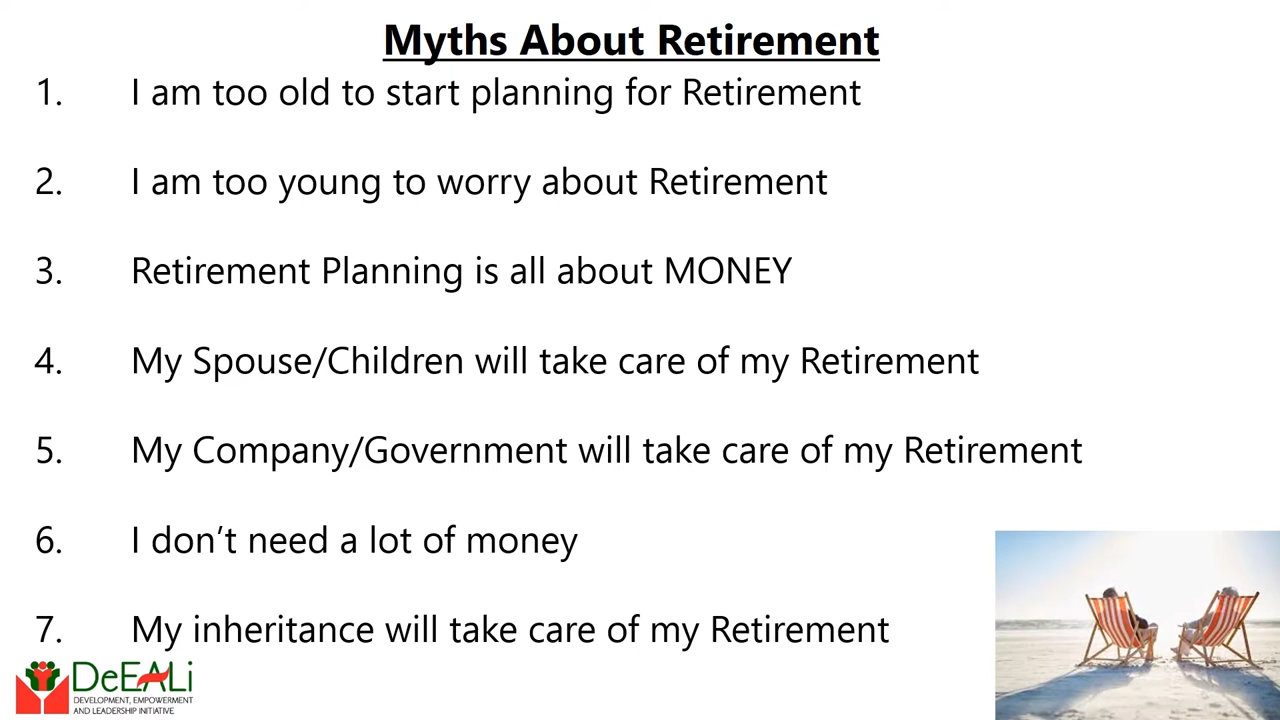 Myths About Retirement
1. I am too old to start planning for Retirement
2. I am too young to worry about Retirement
3. Retirement Planning is all about MONEY
4. My Spouse/Children will take care of my Retirement
5. My Company/Government will take care of my Retirement
6. I don’t need a lot of money
7. My inheritance will take care of my Retirement
DeEALi
DEVELOPMENT, EMPOWERMENT
AND LEADERSHIP INITIATIVE